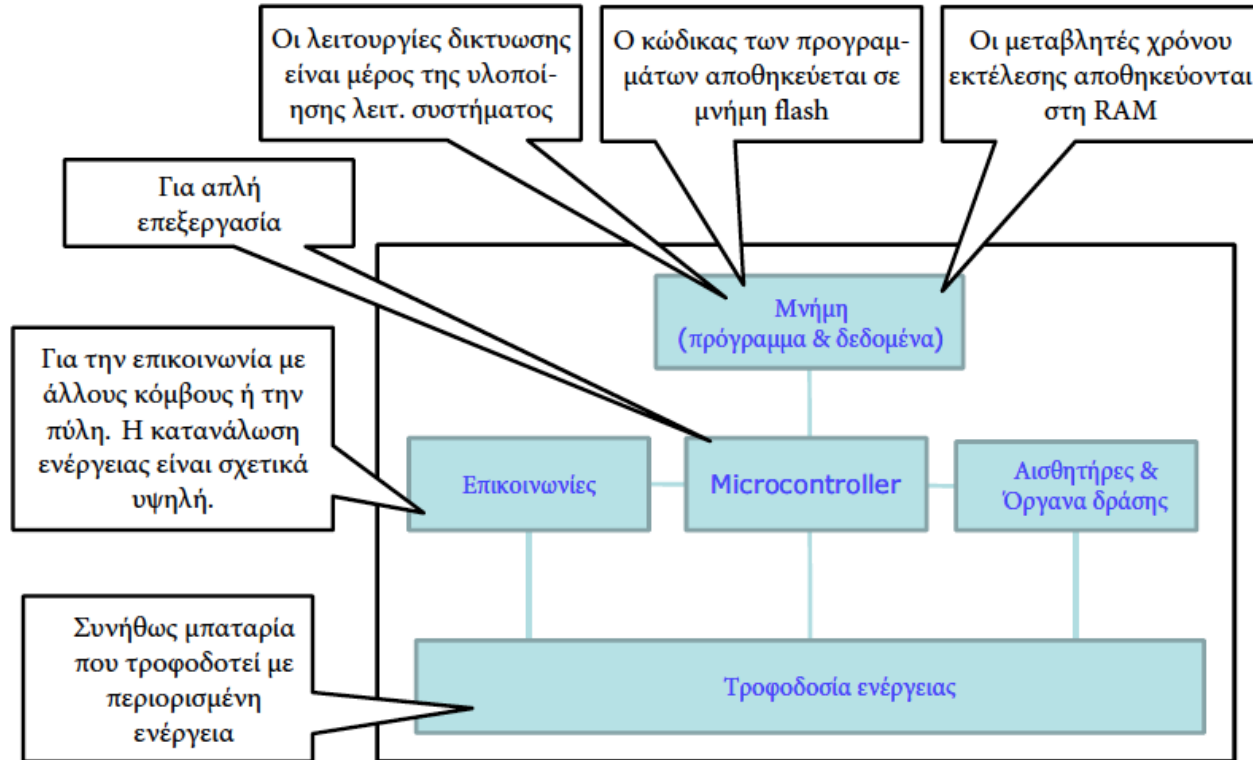 Οι λειτουργίες δικτυωσης
είναι μέρος της υλοποί-
ησης λειτ. συστήματος
Ο κώδικας των προγραμ-
μάτων αποθηκεύεται σε
μνήμη flash
Οι μεταβλητές χρόνου
εκτέλεσης αποθηκεύονται
στη RAM
Για απλή
επεξεργασία
Μνήμη
(πρόγραμμα & δεδομένα)
Για την επικοινωνία με
άλλους κόμβους ή την
πύλη. Η κατανάλωση
ενέργειας είναι σχετικά
υψηλή.
Επικοινωνίες
Microcontroller
Αισθητήρες &
Όργανα δράσης
Συνήθως μπαταρία
που τροφοδοτεί με
περιορισμένη
ενέργεια
Τροφοδοσία ενέργειας